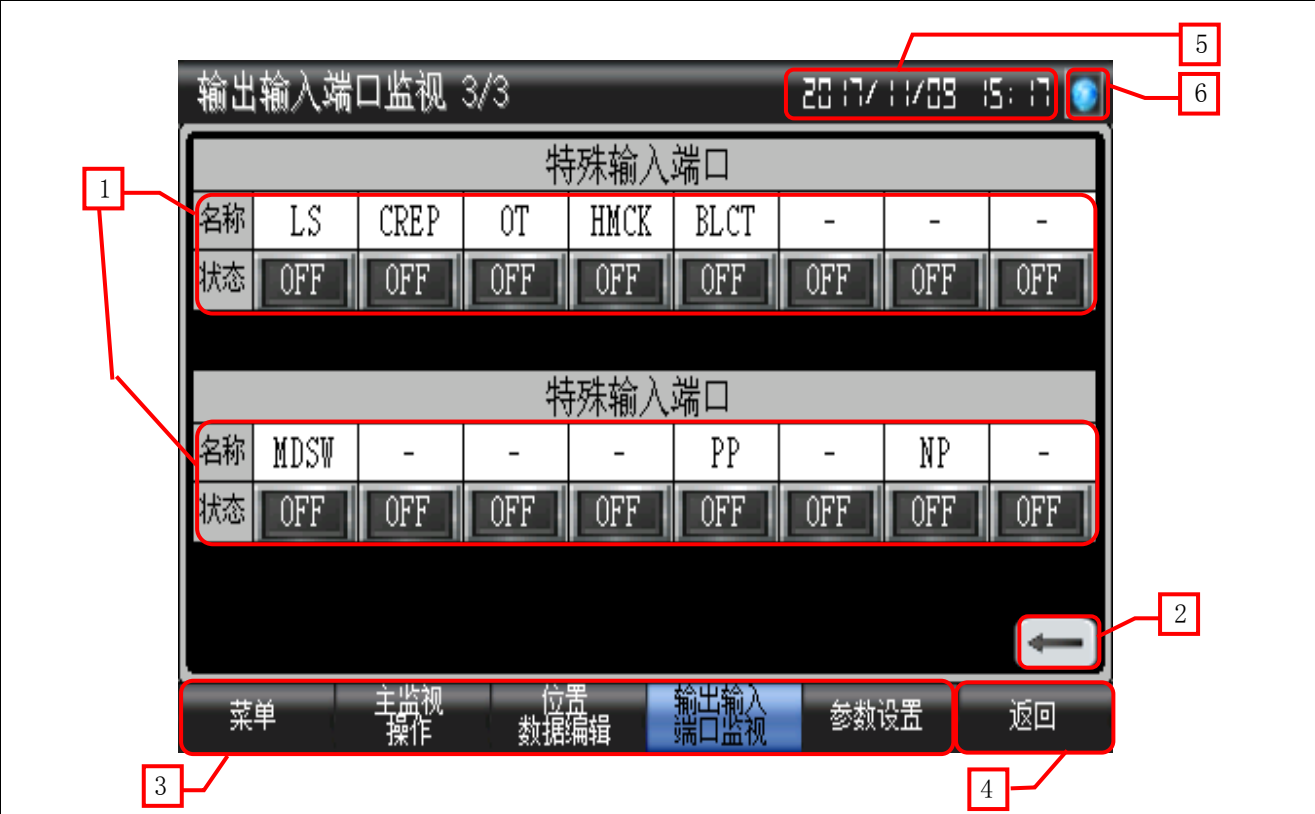 5
输出输入端口监视 3/3 2017/11/09 15:17
6
特殊输入端口
1
名称 LS CREP OT HMCK BLCT - - -
状态 OFF OFF OFF OFF OFF OFF OFF OFF
特殊输入端口
名称 MDSW - - - PP - NP -
状态 OFF OFF OFF OFF OFF OFF OFF OFF
2
菜单 主监视 位置 输出输入 参数设置 返回
操作 数据编辑 端口监视
3
4